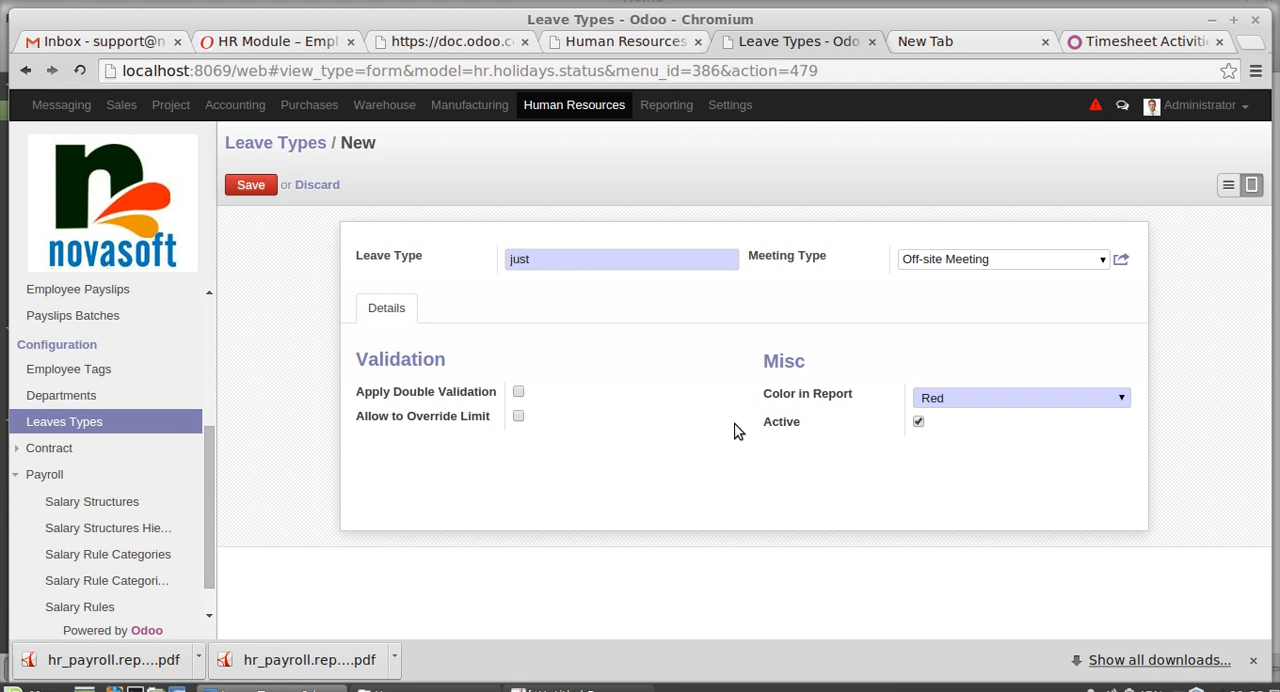 Leave Types - Odoo - Chromium
Inbox - support@n
HR Module – Empl
https://doc.odoo.c
Human Resources
Leave Types - Odo
New Tab
Timesheet Activiti
localhost:8069/web#view_type=form&model=hr.holidays.status&menu_id=386&action=479
Messaging Sales Project Accounting Purchases Warehouse Manufacturing Human Resources Reporting Settings Administrator
n
novasoft
Leave Types / New
Save or Discard
Employee Payslips
Payslips Batches
Configuration
Employee Tags
Departments
Leaves Types
Contract
Payroll
Salary Structures
Salary Structures Hie...
Salary Rule Categories
Salary Rule Categori...
Salary Rules
Powered by Odoo
Leave Type just
Meeting Type Off-site Meeting
Details
Validation
Apply Double Validation
Allow to Override Limit
Misc
Color in Report Red
Active
hr_payroll.rep....pdf
hr_payroll.rep....pdf
Show all downloads...